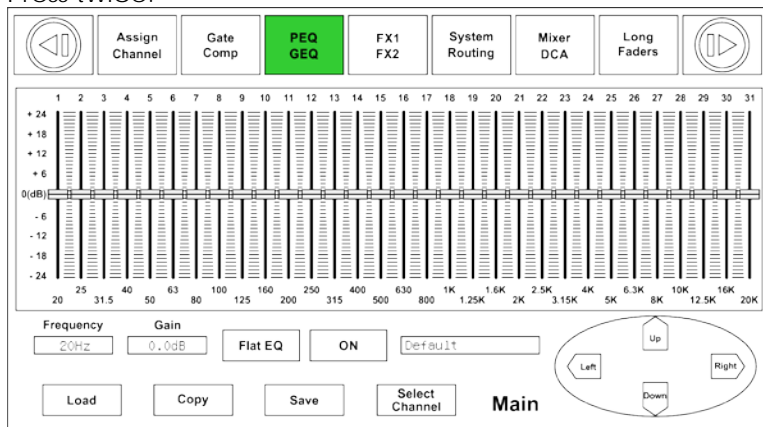 Press twice.
Assign Channel
Gate Comp
PEQ GEQ
FX1 FX2
System Routing
Mixer DCA
Long Faders
1 2 3 4 5 6 7 8 9 10 11 12 13 14 15 16 17 18 19 20 21 22 23 24 25 26 27 28 29 30 31
+ 24
+ 18
+ 12
+ 6
0(dB)
- 6
- 12
- 18
- 24
25 40 63 100 160 250 400 630 1K 1.6K 2.5K 4K 6.3K 10K 16K
20 31.5 50 80 125 200 315 500 800 1.25K 2K 3.15K 5K 8K 12.5K 20K
Frequency Gain
20Hz 0.0dB Flat EQ ON Default
Up
Left Right
Down
Load Copy Save Select Channel Main